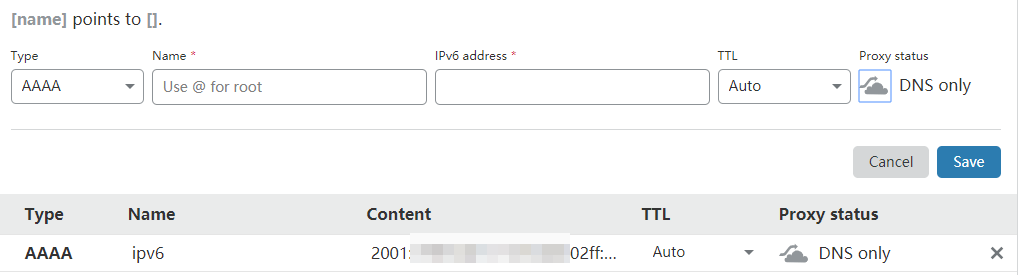 [name] points to [].
Type Name * IPv6 address * TTL Proxy status
AAAA Use @ for root Auto DNS only
Cancel Save
Type Name Content TTL Proxy status
AAAA ipv6 2001: 02ff:... Auto DNS only